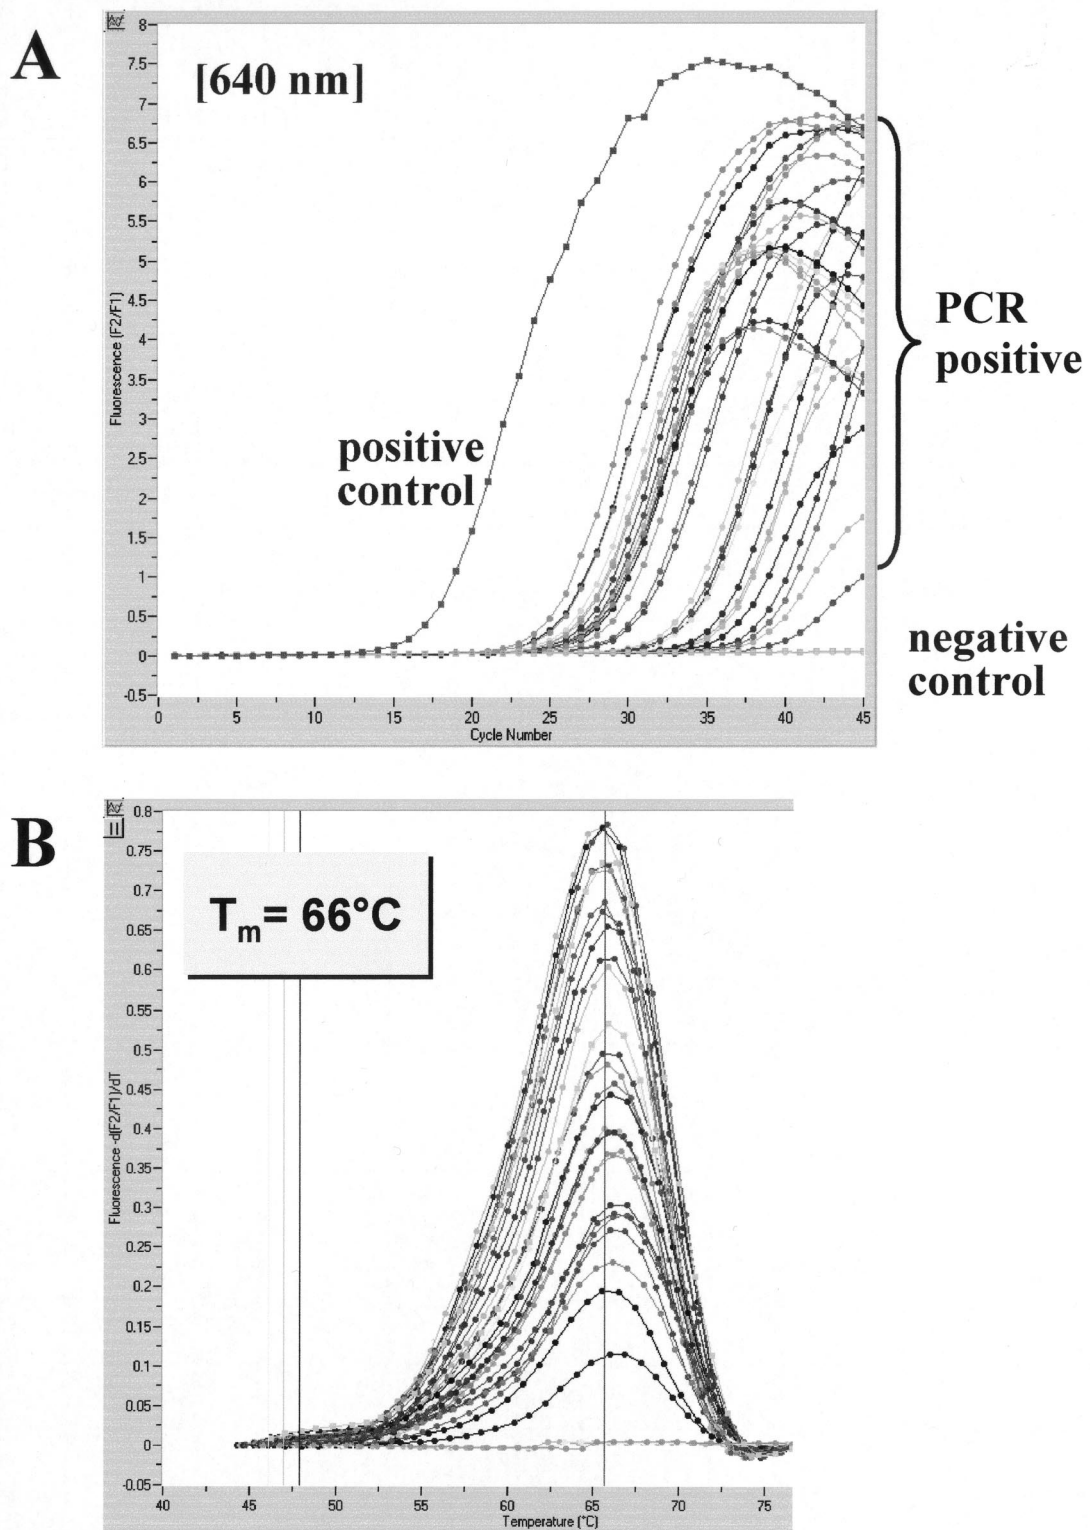 A
[640 nm]
8
7.5
7
6.5
6
5.5
5
4.5
4
3.5
3
2.5
2
1.5
1
0.5
0
-0.5
Fluorescence (F2/F1)
positive
control
PCR
positive
negative
control
0 5 10 15 20 25 30 35 40 45
Cycle Number
B
Tm= 66°C
0.8
0.75
0.7
0.65
0.6
0.55
0.5
0.45
0.4
0.35
0.3
0.25
0.2
0.15
0.1
0.05
0
-0.05
Fluorescence -d(F2/F1)/dT
40 45 50 55 60 65 70 75
Temperature (°C)